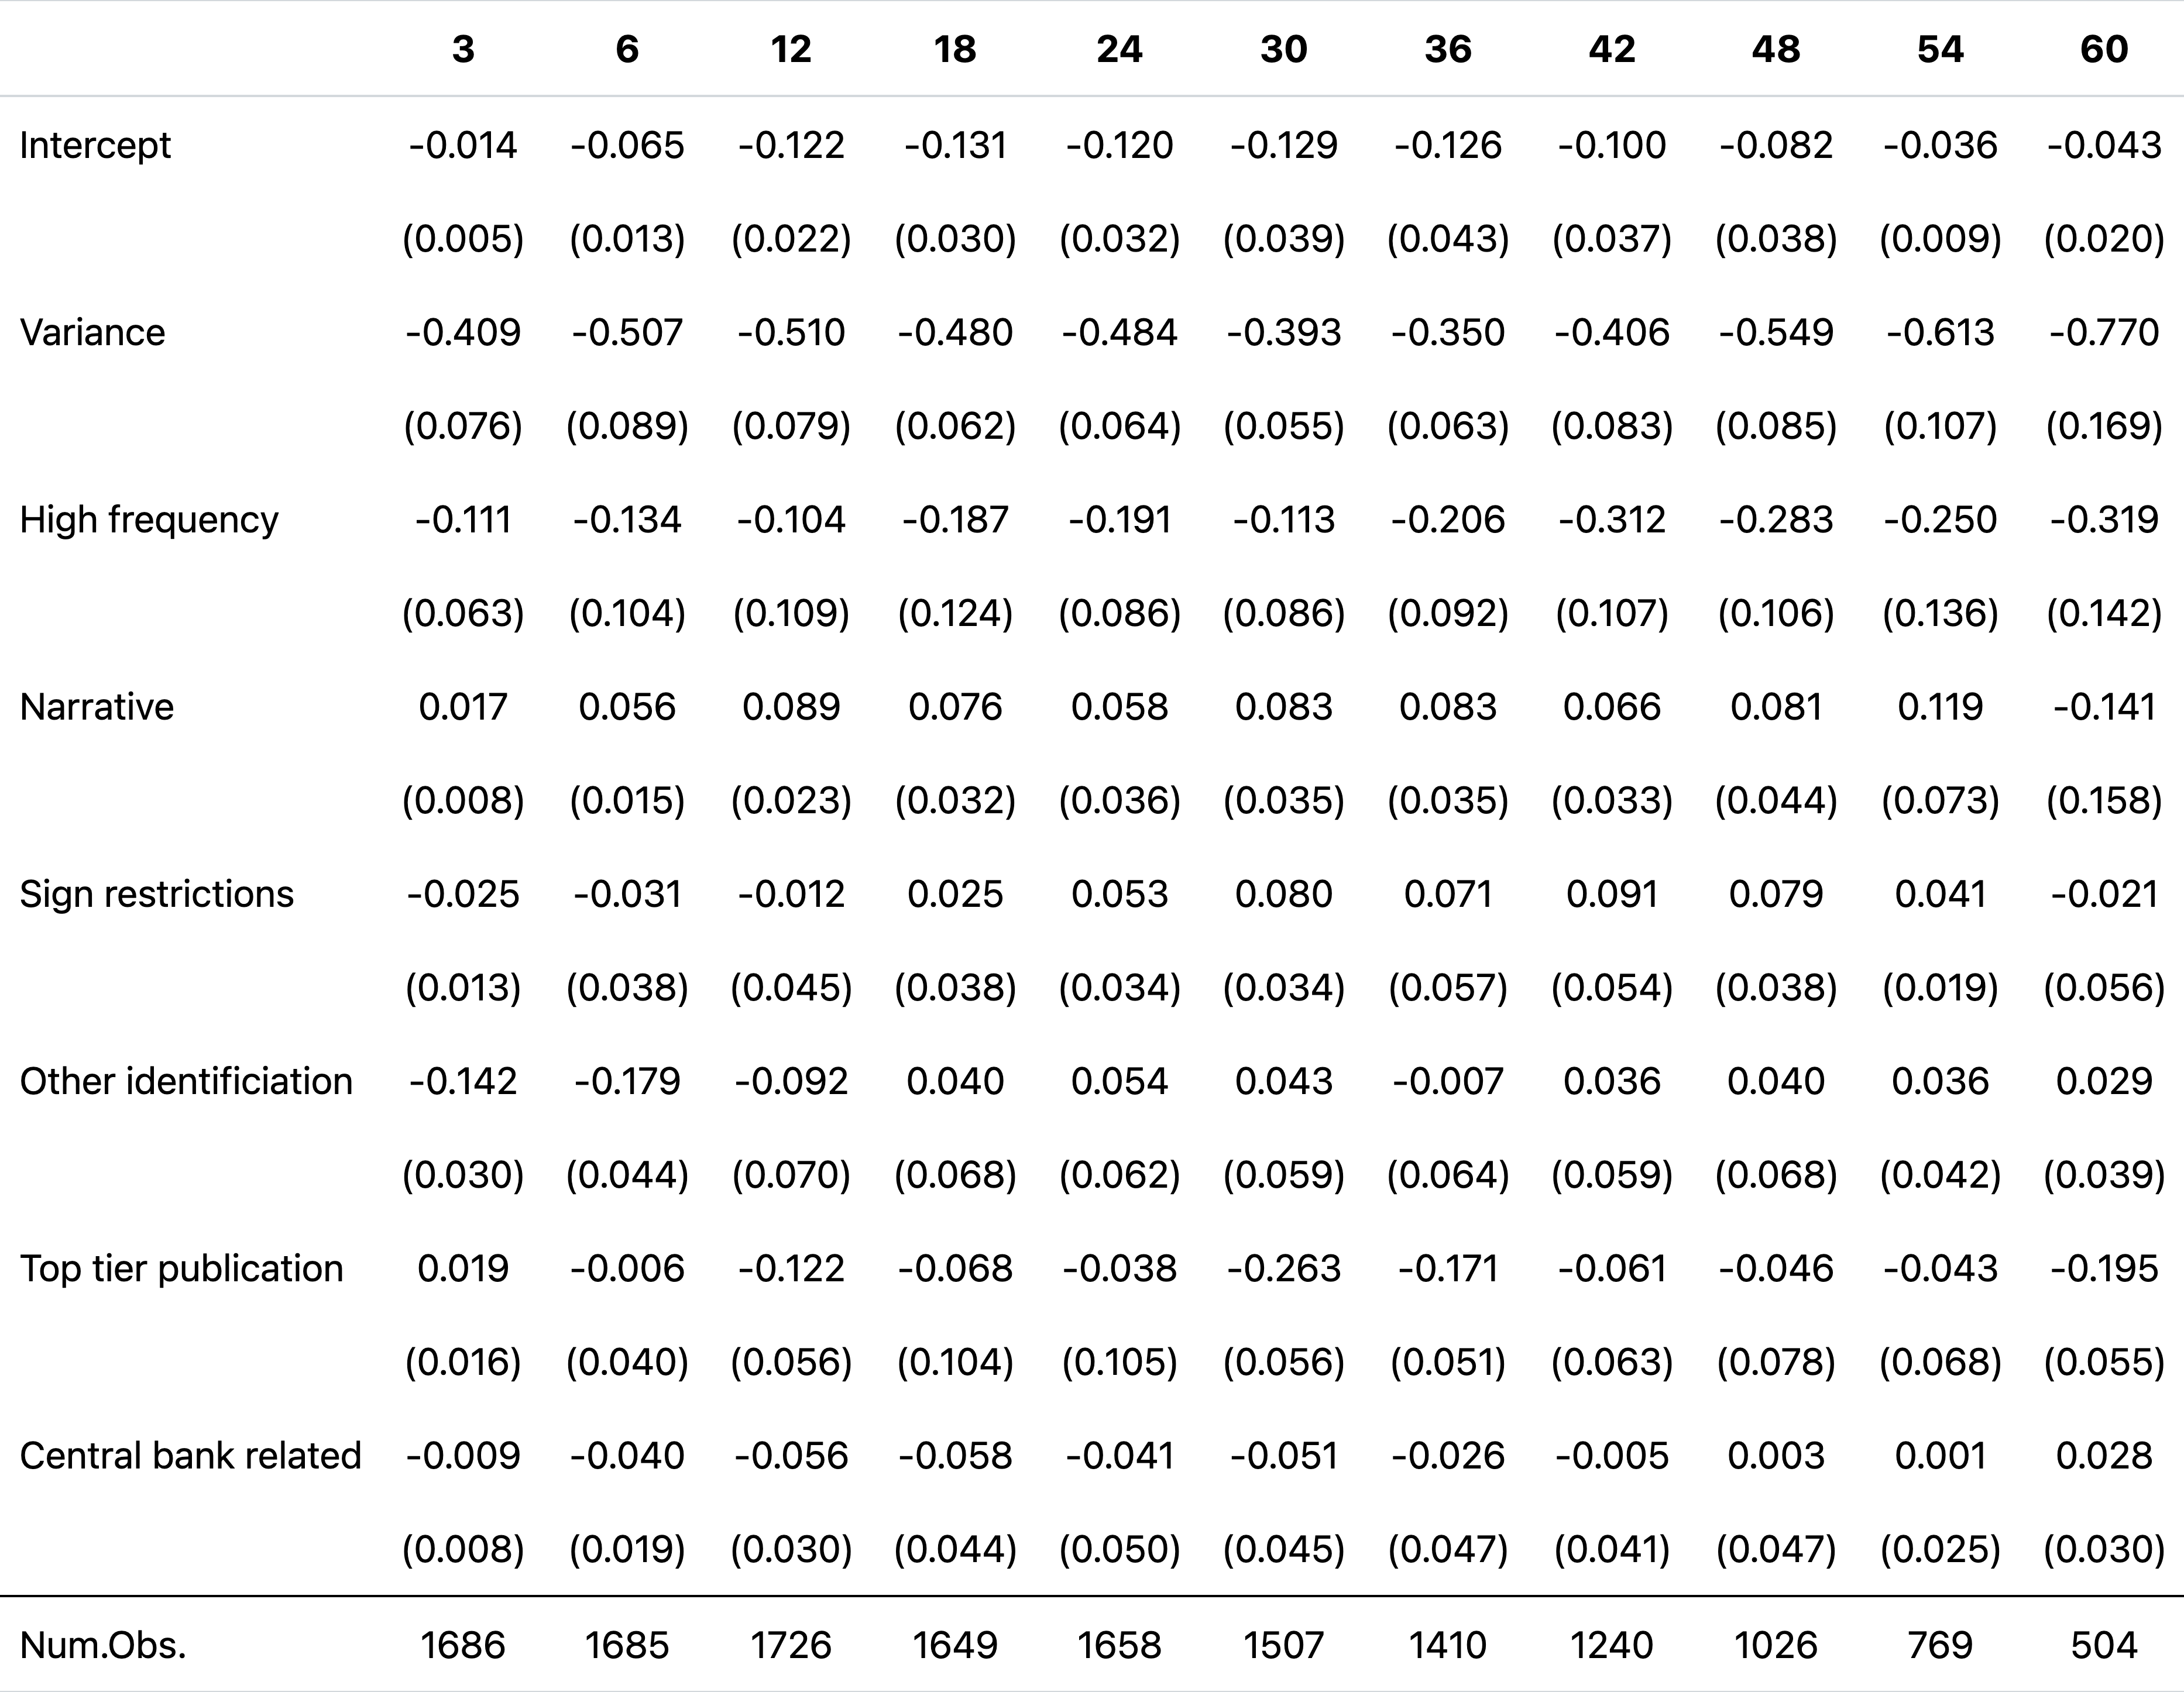 3 6 12 18 24 30 36 42 48 54 60
Intercept -0.014 -0.065 -0.122 -0.131 -0.120 -0.129 -0.126 -0.100 -0.082 -0.036 -0.043
(0.005) (0.013) (0.022) (0.030) (0.032) (0.039) (0.043) (0.037) (0.038) (0.009) (0.020)
Variance -0.409 -0.507 -0.510 -0.480 -0.484 -0.393 -0.350 -0.406 -0.549 -0.613 -0.770
(0.076) (0.089) (0.079) (0.062) (0.064) (0.055) (0.063) (0.083) (0.085) (0.107) (0.169)
High frequency -0.111 -0.134 -0.104 -0.187 -0.191 -0.113 -0.206 -0.312 -0.283 -0.250 -0.319
(0.063) (0.104) (0.109) (0.124) (0.086) (0.086) (0.092) (0.107) (0.106) (0.136) (0.142)
Narrative 0.017 0.056 0.089 0.076 0.058 0.083 0.083 0.066 0.081 0.119 -0.141
(0.008) (0.015) (0.023) (0.032) (0.036) (0.035) (0.035) (0.033) (0.044) (0.073) (0.158)
Sign restrictions -0.025 -0.031 -0.012 0.025 0.053 0.080 0.071 0.091 0.079 0.041 -0.021
(0.013) (0.038) (0.045) (0.038) (0.034) (0.034) (0.057) (0.054) (0.038) (0.019) (0.056)
Other identificiation -0.142 -0.179 -0.092 0.040 0.054 0.043 -0.007 0.036 0.040 0.036 0.029
(0.030) (0.044) (0.070) (0.068) (0.062) (0.059) (0.064) (0.059) (0.068) (0.042) (0.039)
Top tier publication 0.019 -0.006 -0.122 -0.068 -0.038 -0.263 -0.171 -0.061 -0.046 -0.043 -0.195
(0.016) (0.040) (0.056) (0.104) (0.105) (0.056) (0.051) (0.063) (0.078) (0.068) (0.055)
Central bank related -0.009 -0.040 -0.056 -0.058 -0.041 -0.051 -0.026 -0.005 0.003 0.001 0.028
(0.008) (0.019) (0.030) (0.044) (0.050) (0.045) (0.047) (0.041) (0.047) (0.025) (0.030)
Num.Obs. 1686 1685 1726 1649 1658 1507 1410 1240 1026 769 504